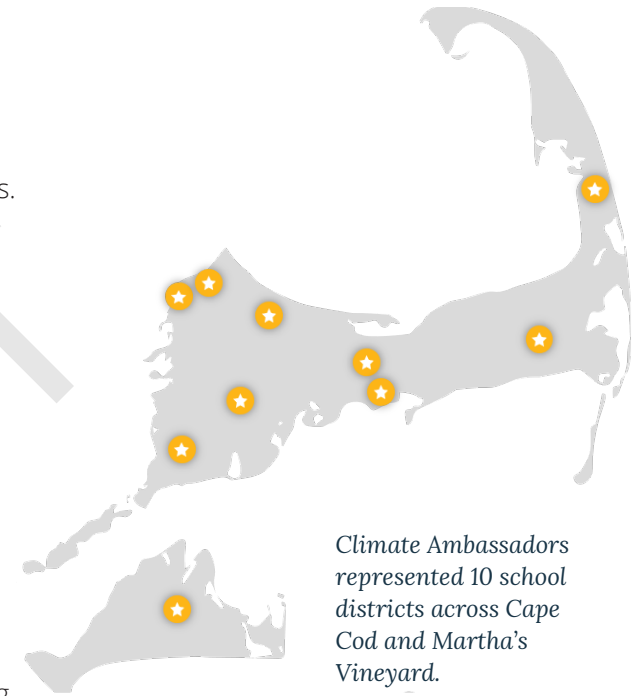 s.
Climate Ambassadors
represented 10 school
districts across Cape
Cod and Martha’s
Vineyard.
g